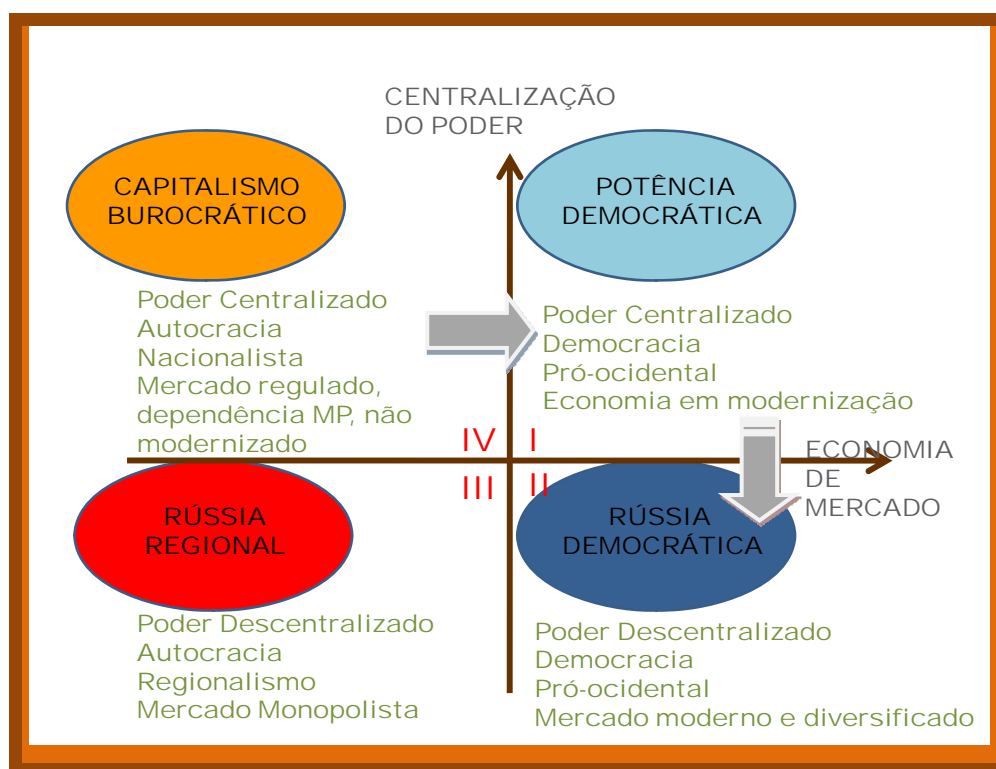 CENTRALIZAÇÃO
DO PODER
CAPITALISMO
BUROCRÁTICO
POTÊNCIA
DEMOCRÁTICA
Poder Centralizado
Autocracia
Nacionalista
Mercado regulado,
dependência MP, não
modernizado
Poder Centralizado
Democracia
Pró-ocidental
Economia em modernização
IV
I
III
II
ECONOMIA
DE
MERCADO
RÚSSIA
REGIONAL
RÚSSIA
DEMOCRÁTICA
Poder Descentralizado
Autocracia
Regionalismo
Mercado Monopolista
Poder Descentralizado
Democracia
Pró-ocidental
Mercado moderno e diversificado